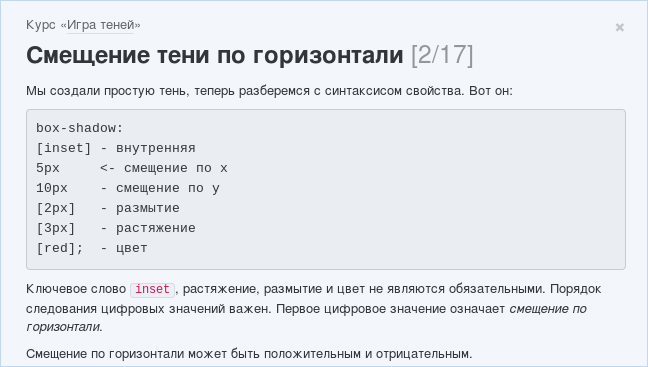 Курс «Игра теней»
×
Смещение тени по горизонтали [2/17]
Мы создали простую тень, теперь разберемся с синтаксисом свойства. Вот он:
box-shadow:
[inset] - внутренняя
5px     <- смещение по x
10px    - смещение по y
[2px]   - размытие
[3px]   - растяжение
[red];  - цвет
Ключевое слово inset, растяжение, размытие и цвет не являются обязательными. Порядок
следования цифровых значений важен. Первое цифровое значение означает смещение по
горизонтали.
Смещение по горизонтали может быть положительным и отрицательным.